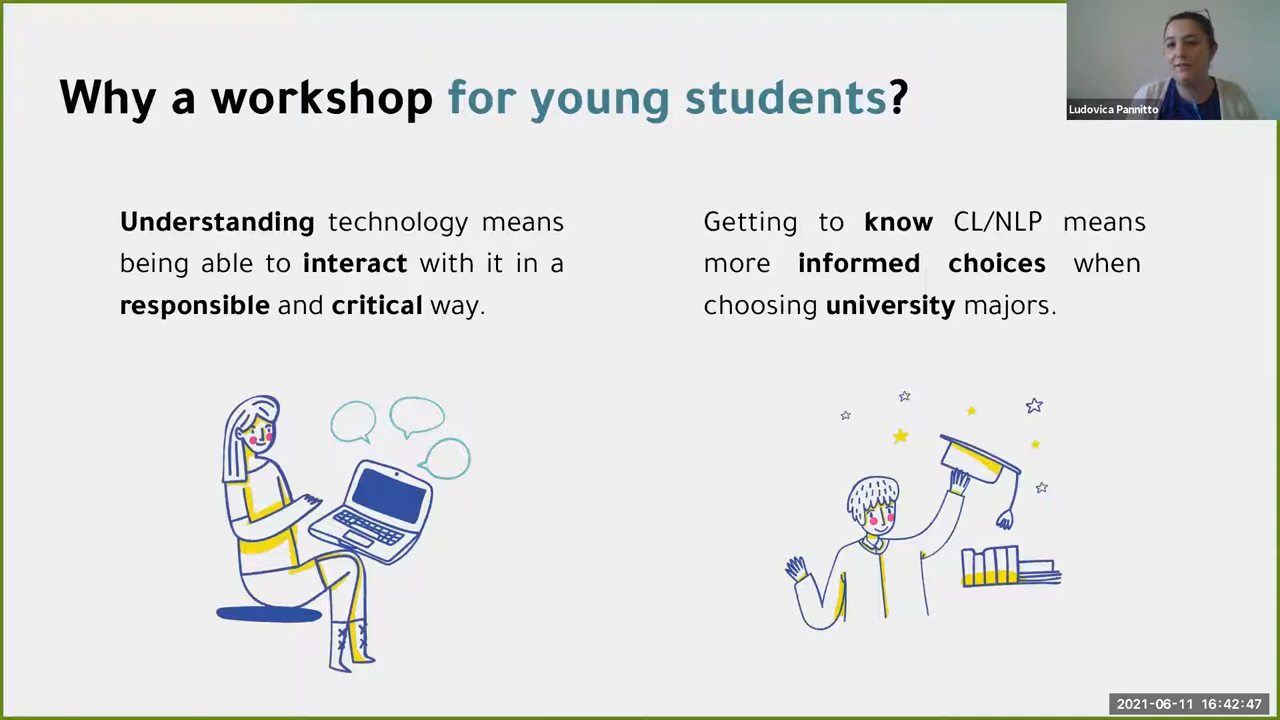 Why a workshop for young students?
Ludovica Pannitto
Understanding technology means
being able to interact with it in a
responsible and critical way.
Getting to know CL/NLP means
more informed choices when
choosing university majors.
2021-06-11 16:42:47